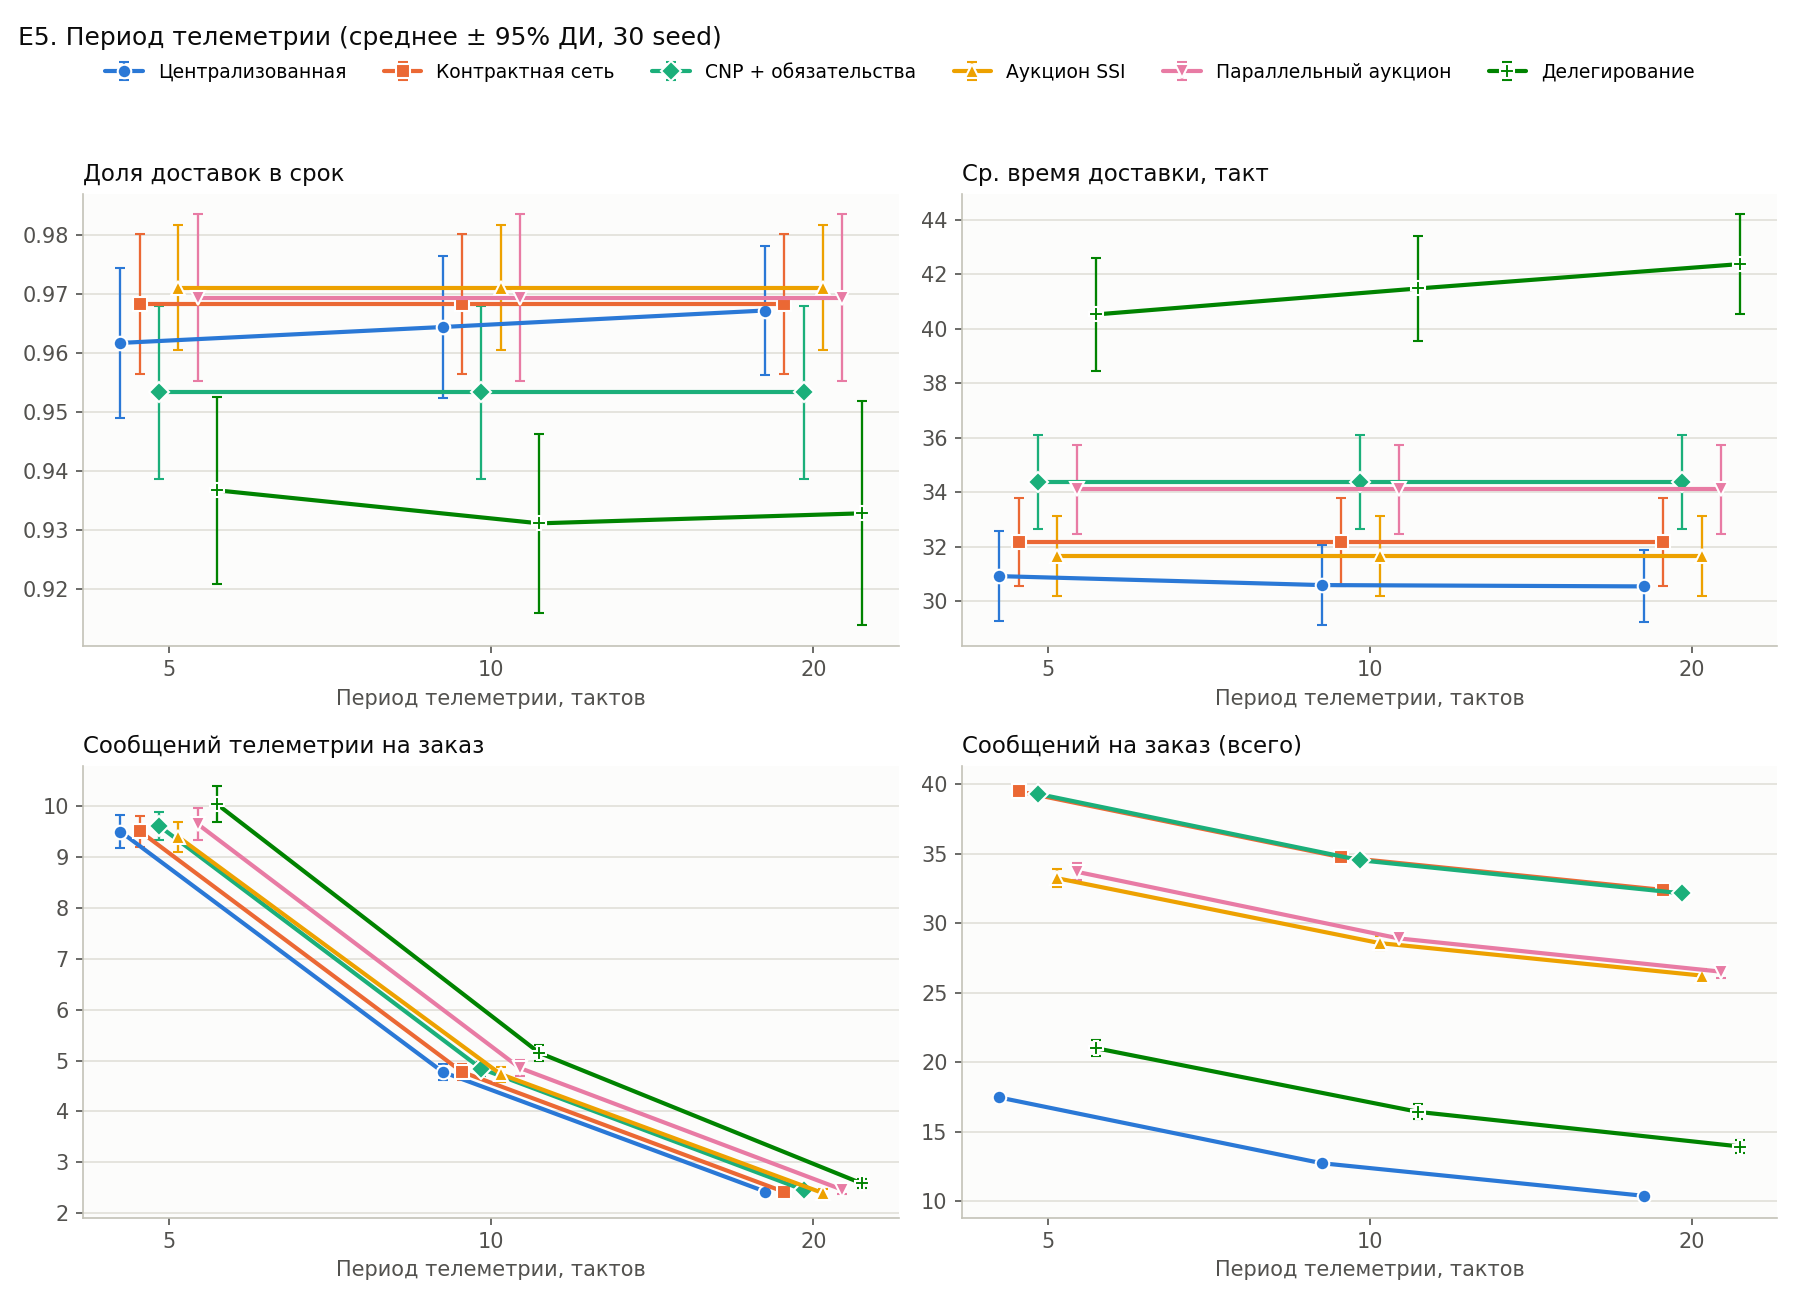 E5. Период телеметрии (среднее ± 95% ДИ, 30 seed)
Централизованная Контрактная сеть CNP + обязательства Аукцион SSI Параллельный аукцион Делегирование
Доля доставок в срок
0.98
0.97
0.96
0.95
0.94
0.93
0.92
5 10 20
Период телеметрии, тактов
Ср. время доставки, такт
44
42
40
38
36
34
32
30
5 10 20
Период телеметрии, тактов
Сообщений телеметрии на заказ
10
9
8
7
6
5
4
3
2
5 10 20
Период телеметрии, тактов
Сообщений на заказ (всего)
40
35
30
25
20
15
10
5 10 20
Период телеметрии, тактов